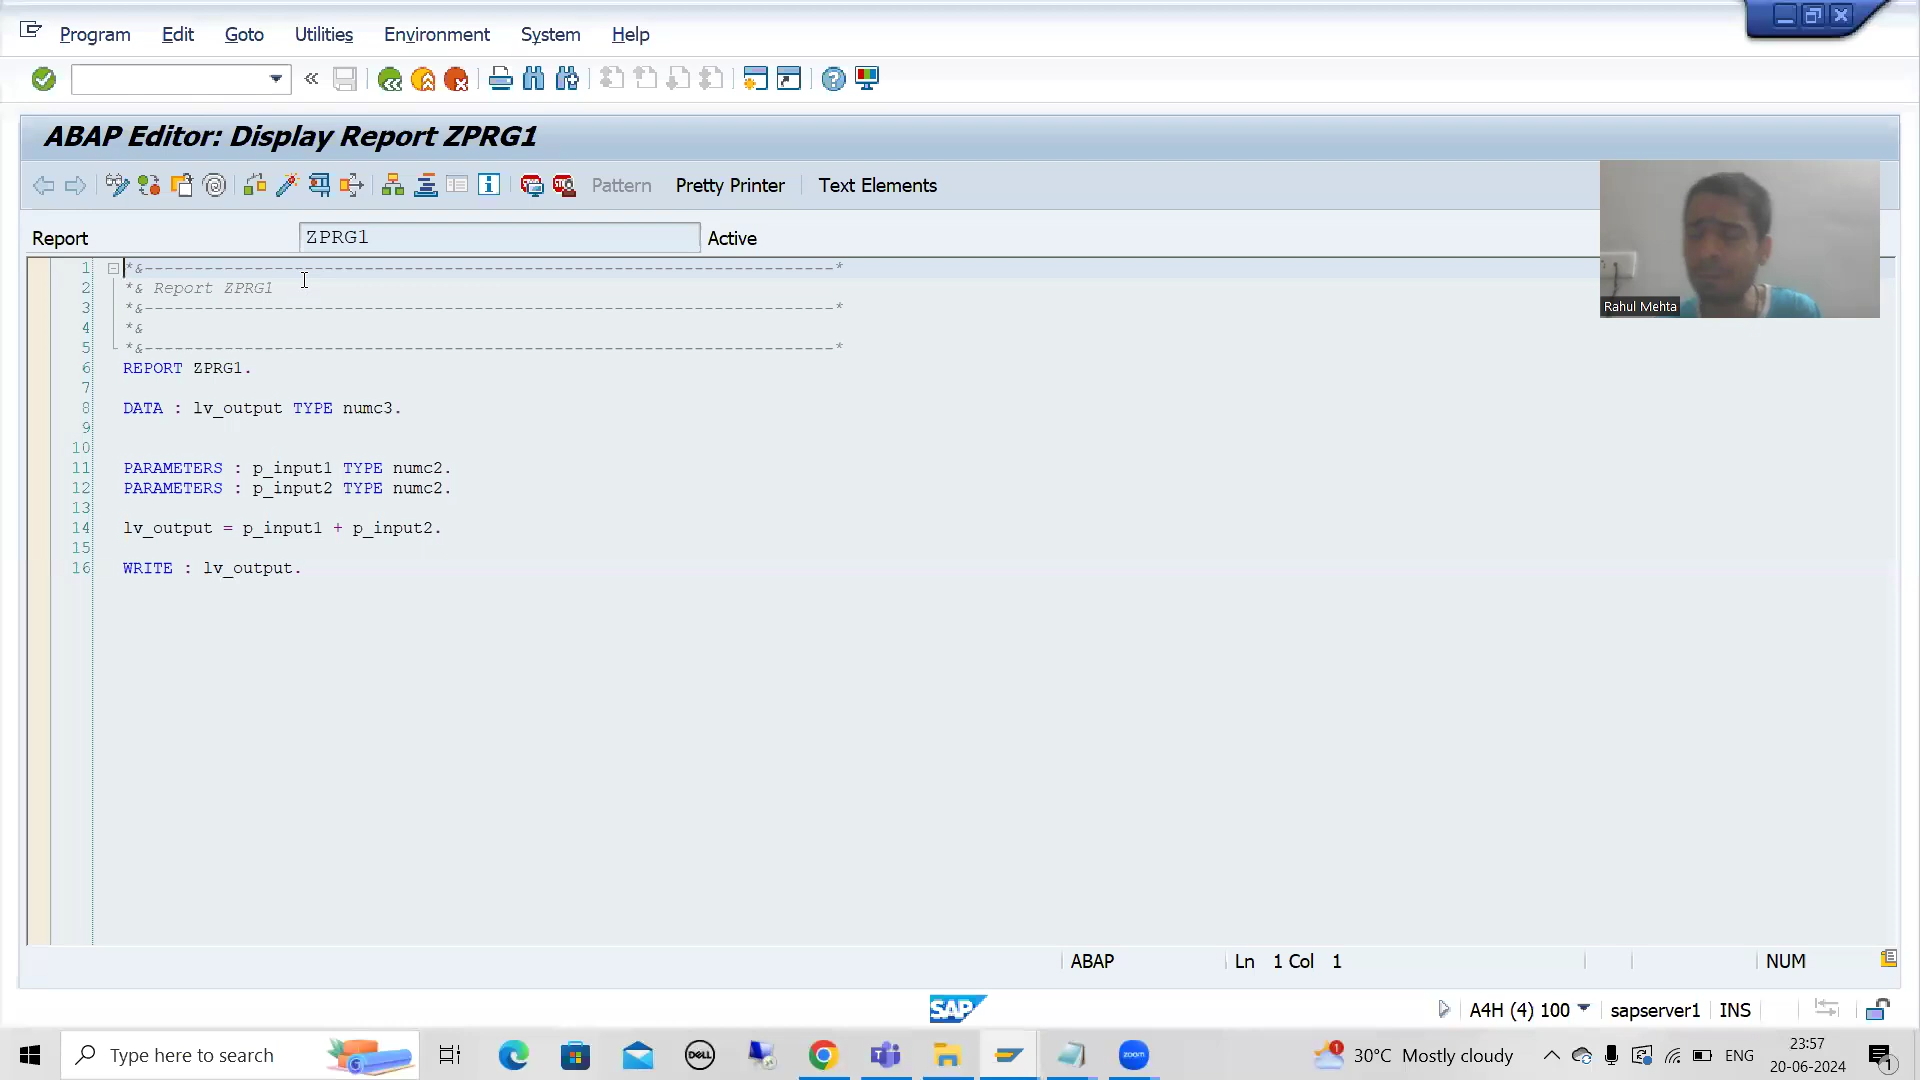 Program Edit Goto Utilities Environment System Help
ABAP Editor: Display Report ZPRG1
Pattern Pretty Printer Text Elements
Report ZPRG1 Active
Rahul Mehta
1 *&---------------------------------------------------------------------*
2 *& Report ZPRG1
3 *&---------------------------------------------------------------------*
4 *&
5 *&---------------------------------------------------------------------*
6 REPORT ZPRG1.
7
8 DATA : lv_output TYPE numc3.
9
10
11 PARAMETERS : p_input1 TYPE numc2.
12 PARAMETERS : p_input2 TYPE numc2.
13
14 lv_output = p_input1 + p_input2.
15
16 WRITE : lv_output.
ABAP Ln 1 Col 1 NUM
SAP A4H (4) 100 sapserver1 INS
Type here to search DELL zoom 1 30°C Mostly cloudy ENG 23:57
20-06-2024 1